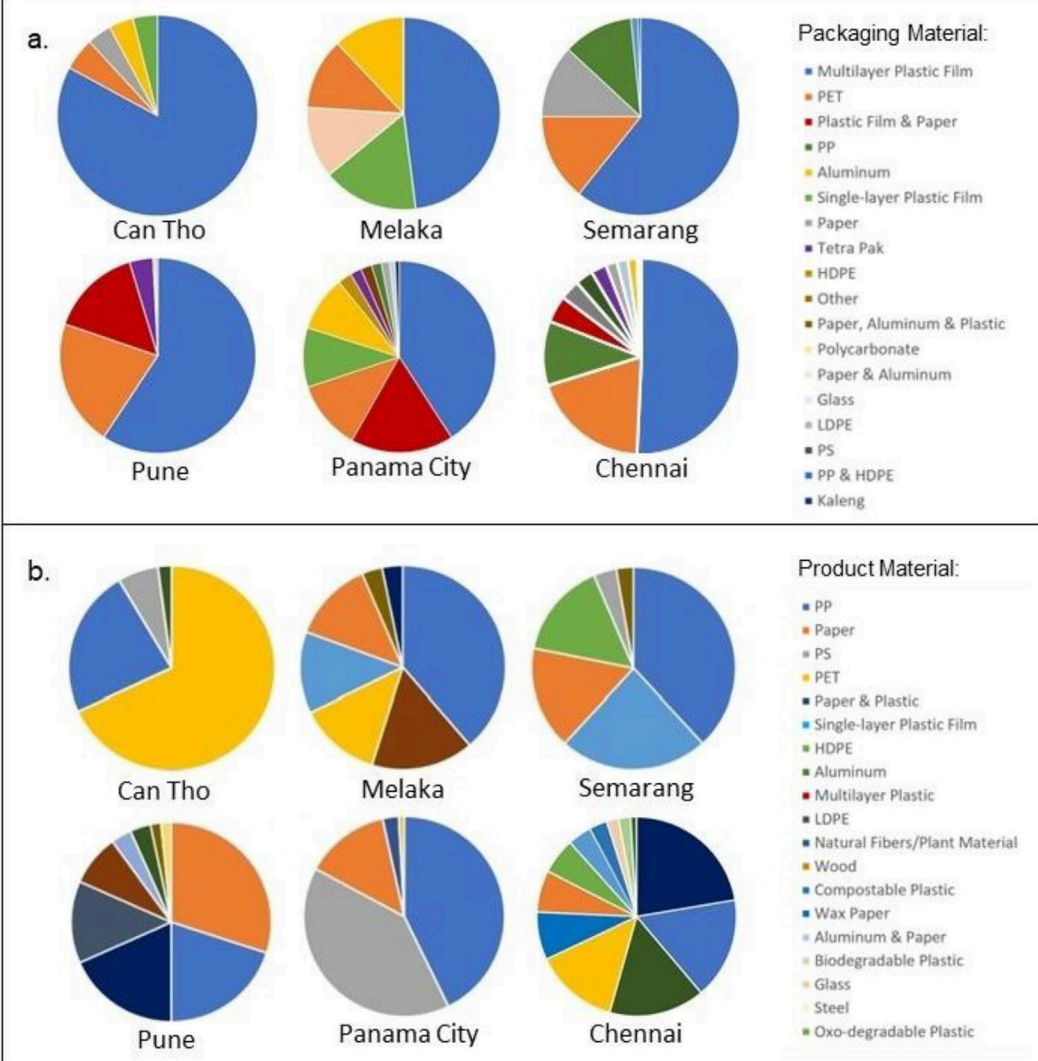 a.
Can Tho
Melaka
Semarang
Pune
Panama City
Chennai
Packaging Material:
Multilayer Plastic Film
PET
Plastic Film & Paper
PP
Aluminum
Single-layer Plastic Film
Paper
Tetra Pak
HDPE
Other
Paper, Aluminum & Plastic
Polycarbonate
Paper & Aluminum
Glass
LDPE
PS
PP & HDPE
Kaleng
b.
Can Tho
Melaka
Semarang
Pune
Panama City
Chennai
Product Material:
PP
Paper
PS
PET
Paper & Plastic
Single-layer Plastic Film
HDPE
Aluminum
Multilayer Plastic
LDPE
Natural Fibers/Plant Material
Wood
Compostable Plastic
Wax Paper
Aluminum & Paper
Biodegradable Plastic
Glass
Steel
Oxo-degradable Plastic